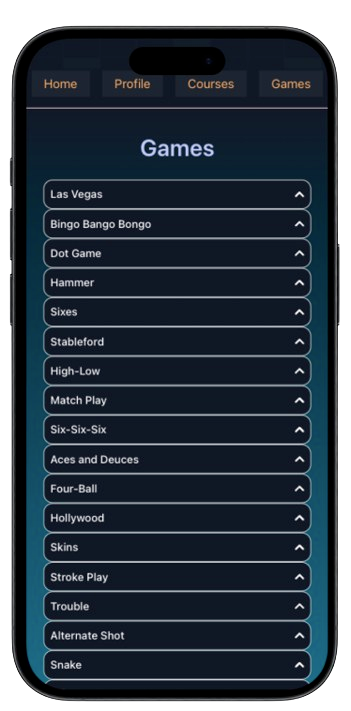 Home Profile Courses Games
Games
Las Vegas
Bingo Bango Bongo
Dot Game
Hammer
Sixes
Stableford
High-Low
Match Play
Six-Six-Six
Aces and Deuces
Four-Ball
Hollywood
Skins
Stroke Play
Trouble
Alternate Shot
Snake